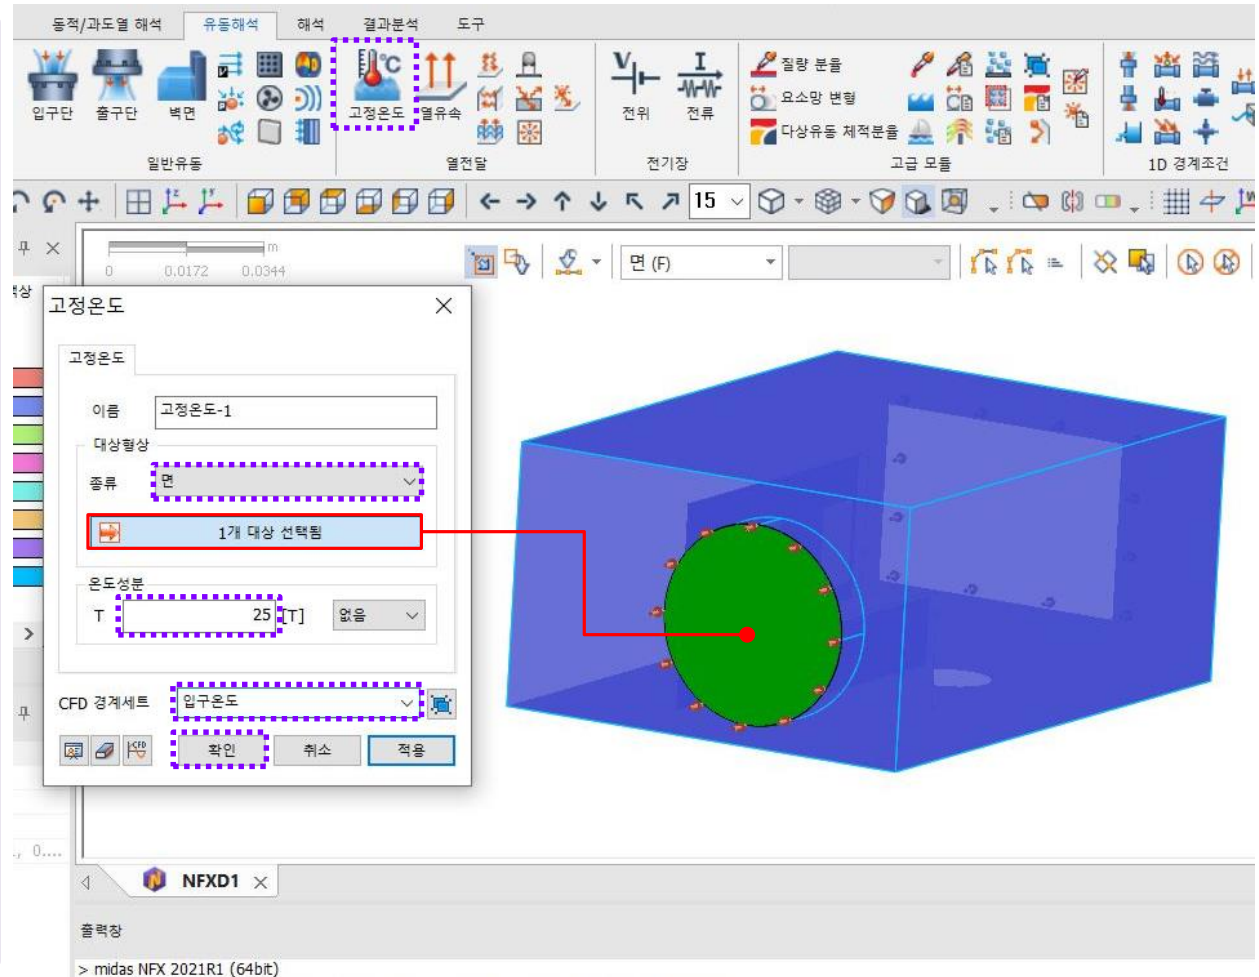 동적/과도열 해석 유동해석 해석 결과분석 도구
입구단 출구단 벽면 고정온도 열유속 전위 전류 질량 분율
요소망 변형
다상유동 체적분율
일반유동 열전달 전기장 고급 모듈 1D 경계조건
15
m
0 0.0172 0.0344
면 (F)
고정온도
고정온도
이름 고정온도-1
대상형상
종류 면
1개 대상 선택됨
온도성분
T 25 [T] 없음
CFD 경계세트 입구온도
확인 취소 적용
., 0....
NFXD1
출력창
> midas NFX 2021R1 (64bit)